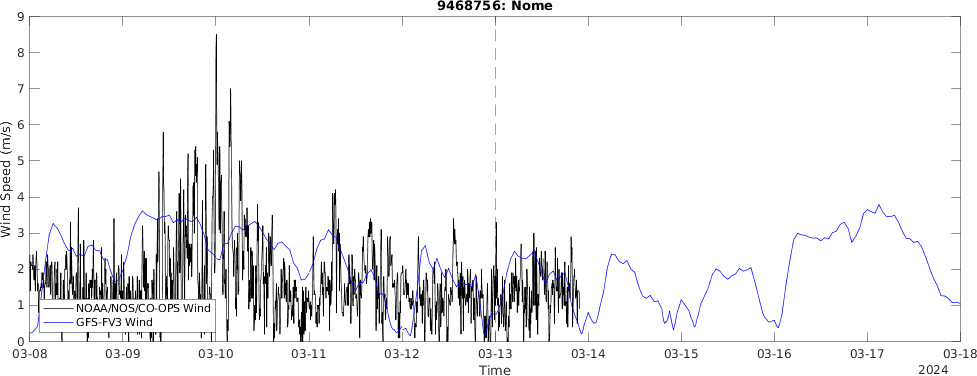 9468756: Nome
9
8
7
6
5
4
3
2
1
0
Wind Speed (m/s)
NOAA/NOS/CO-OPS Wind
GFS-FV3 Wind
03-08 03-09 03-10 03-11 03-12 03-13 03-14 03-15 03-16 03-17 03-18
Time
2024